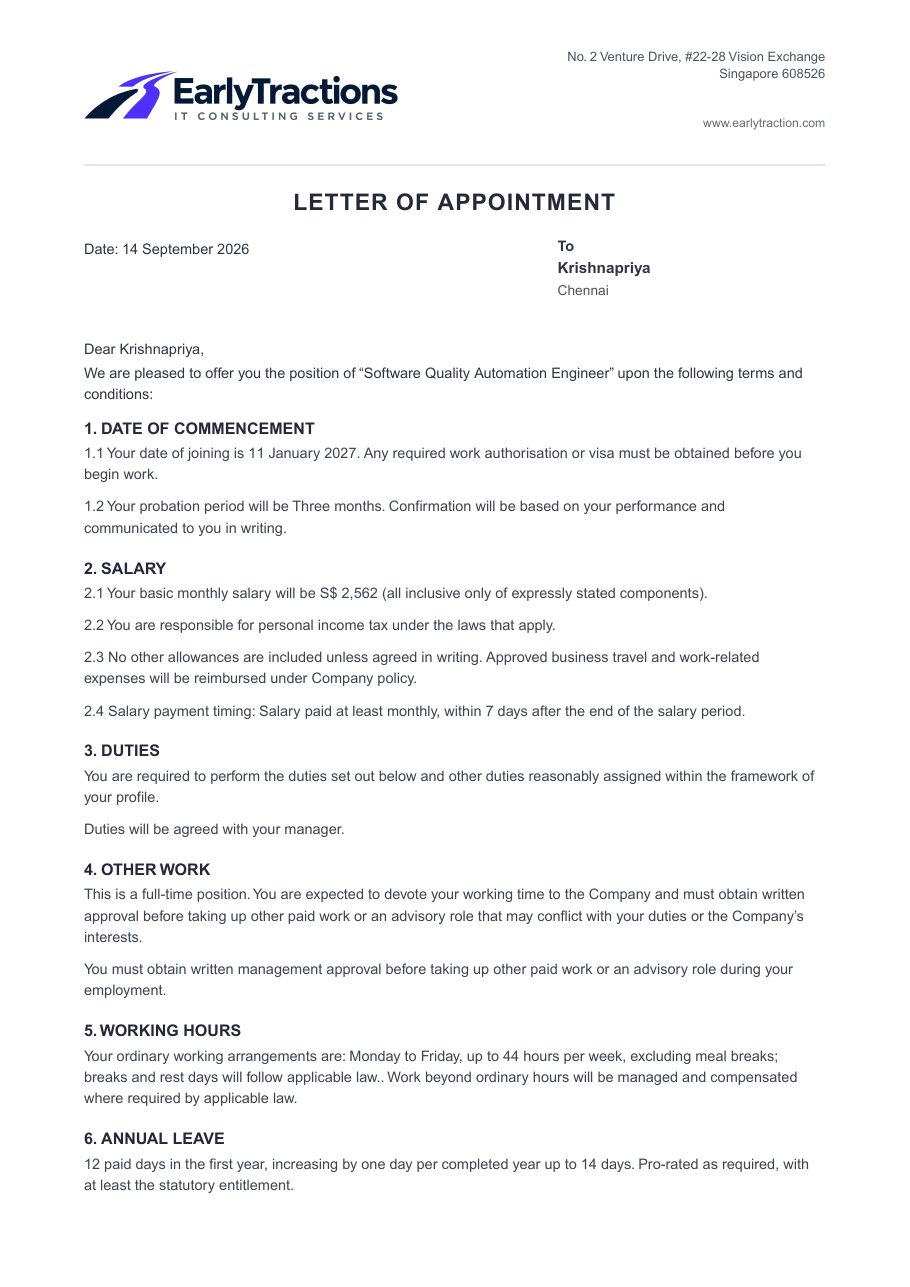 EarlyTractions
IT CONSULTING SERVICES
No. 2 Venture Drive, #22-28 Vision Exchange
Singapore 608526
www.earlytraction.com
LETTER OF APPOINTMENT
Date: 14 September 2026
To
Krishnapriya
Chennai
Dear Krishnapriya,
We are pleased to offer you the position of “Software Quality Automation Engineer” upon the following terms and
conditions:
1. DATE OF COMMENCEMENT
1.1 Your date of joining is 11 January 2027. Any required work authorisation or visa must be obtained before you
begin work.
1.2 Your probation period will be Three months. Confirmation will be based on your performance and
communicated to you in writing.
2. SALARY
2.1 Your basic monthly salary will be S$ 2,562 (all inclusive only of expressly stated components).
2.2 You are responsible for personal income tax under the laws that apply.
2.3 No other allowances are included unless agreed in writing. Approved business travel and work-related
expenses will be reimbursed under Company policy.
2.4 Salary payment timing: Salary paid at least monthly, within 7 days after the end of the salary period.
3. DUTIES
You are required to perform the duties set out below and other duties reasonably assigned within the framework of
your profile.
Duties will be agreed with your manager.
4. OTHER WORK
This is a full-time position. You are expected to devote your working time to the Company and must obtain written
approval before taking up other paid work or an advisory role that may conflict with your duties or the Company’s
interests.
You must obtain written management approval before taking up other paid work or an advisory role during your
employment.
5. WORKING HOURS
Your ordinary working arrangements are: Monday to Friday, up to 44 hours per week, excluding meal breaks;
breaks and rest days will follow applicable law.. Work beyond ordinary hours will be managed and compensated
where required by applicable law.
6. ANNUAL LEAVE
12 paid days in the first year, increasing by one day per completed year up to 14 days. Pro-rated as required, with
at least the statutory entitlement.